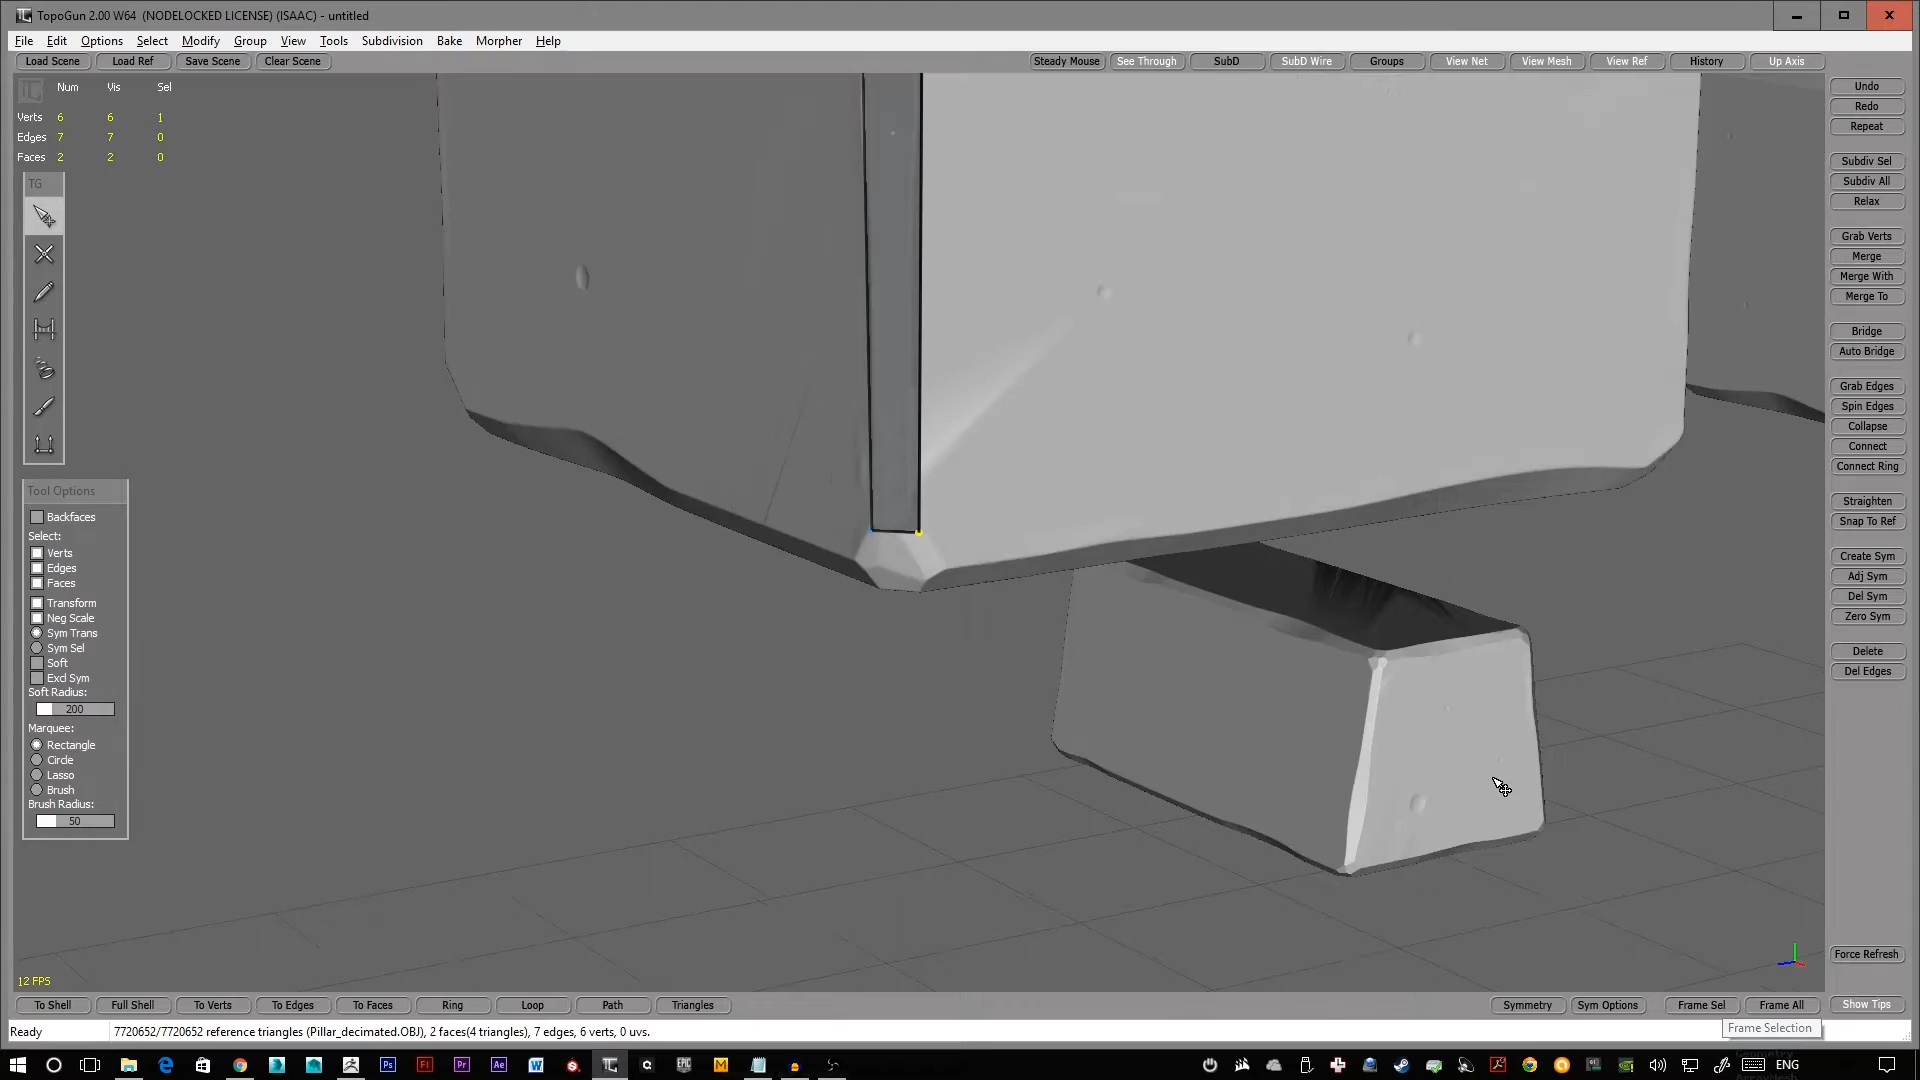 TopoGun 2.00 W64 (NODELOCKED LICENSE) (ISAAC) - untitled
File Edit Options Select Modify Group View Tools Subdivision Bake Morpher Help
Load Scene Load Ref Save Scene Clear Scene Steady Mouse See Through SubD SubD Wire Groups View Net View Mesh View Ref History Up Axis
Num Vis Sel
Verts 6 6 1
Edges 7 7 0
Faces 2 2 0
TG
Tool Options
Backfaces
Select:
Verts
Edges
Faces
Transform
Neg Scale
Sym Trans
Sym Sel
Soft
Excl Sym
Soft Radius:
200
Marquee:
Rectangle
Circle
Lasso
Brush
Brush Radius:
50
Undo
Redo
Repeat
Subdiv Sel
Subdiv All
Relax
Grab Verts
Merge
Merge With
Merge To
Bridge
Auto Bridge
Grab Edges
Spin Edges
Collapse
Connect
Connect Ring
Straighten
Snap To Ref
Create Sym
Adj Sym
Del Sym
Zero Sym
Delete
Del Edges
Force Refresh
12 FPS
To Shell Full Shell To Verts To Edges To Faces Ring Loop Path Triangles Symmetry Sym Options Frame Sel Frame All Show Tips
Frame Selection
Ready 7720652/7720652 reference triangles (Pillar_decimated.OBJ), 2 faces(4 triangles), 7 edges, 6 verts, 0 uvs.
Ps Fl Pr Ae W EPIC M ENG